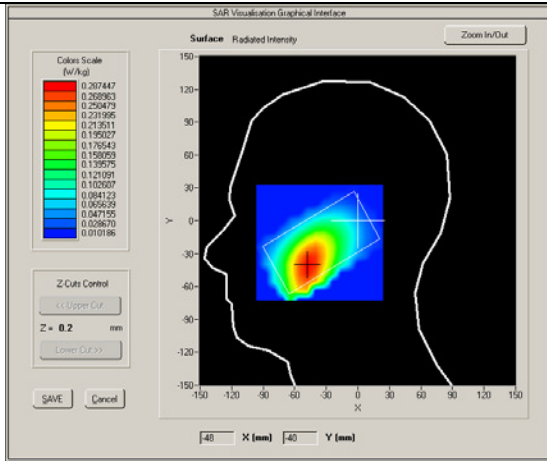 SAR Visualisation Graphical Interface
Surface Radiated Intensity
Zoom In/Out
Colors Scale
(W/kg)
0.287447
0.268963
0.250479
0.231995
0.213511
0.195027
0.176543
0.158059
0.139575
0.121091
0.102607
0.084123
0.065639
0.047155
0.028670
0.010186
Z-Cuts Control
<< Upper Cut
Z = 0.2 mm
Lower Cut >>
SAVE Cancel
Y
150
120
90
60
30
0
-30
-60
-90
-120
-150
-150 -120 -90 -60 -30 0 30 60 90 120 150
X
-48 X (mm) -40 Y (mm)